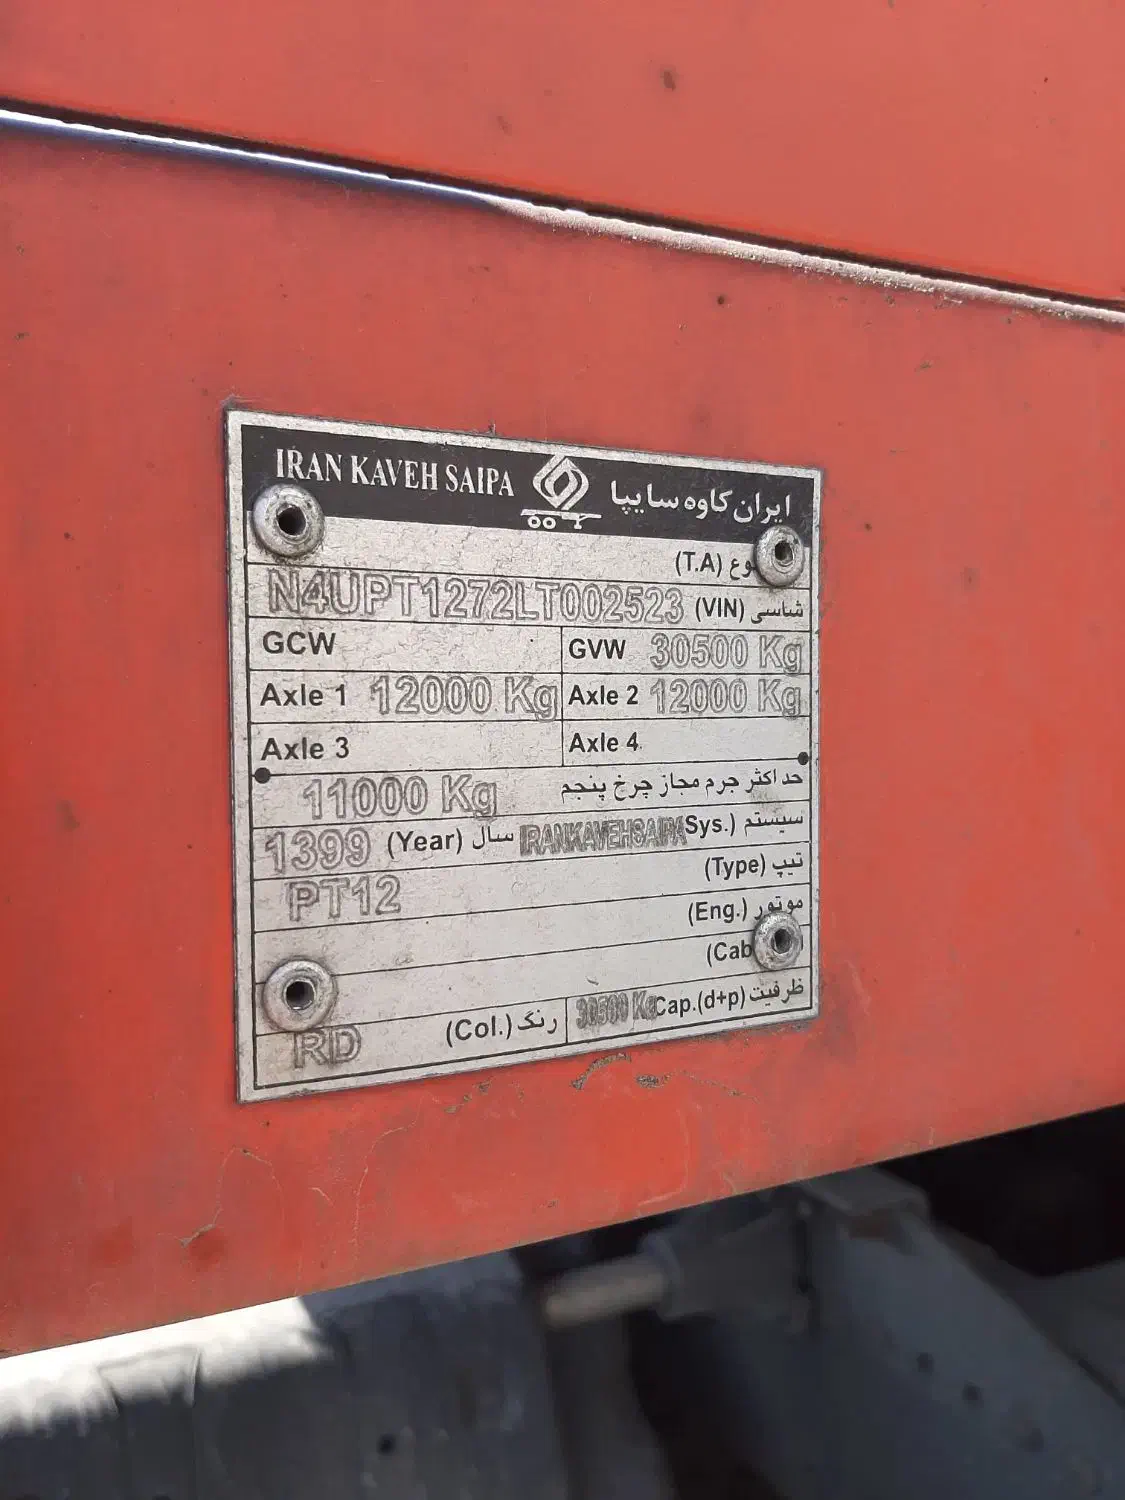 IRAN KAVEH SAIPA ایران کاوه سایپا
(T.A)
شاسی (VIN) N4UPT1272LT002523
GCW GVW 30500 Kg
Axle 1 12000 Kg Axle 2 12000 Kg
Axle 3 Axle 4
حداکثر جرم مجاز چرخ پنجم 11000 Kg
سیستم (Sys.) IRANKAVEHSAIPA سال (Year) 1399
تیپ (Type) PT12
موتور (Eng.)
(Cab
ظرفیت Cap.(d+p) 30500 Kg رنگ (Col.) RD